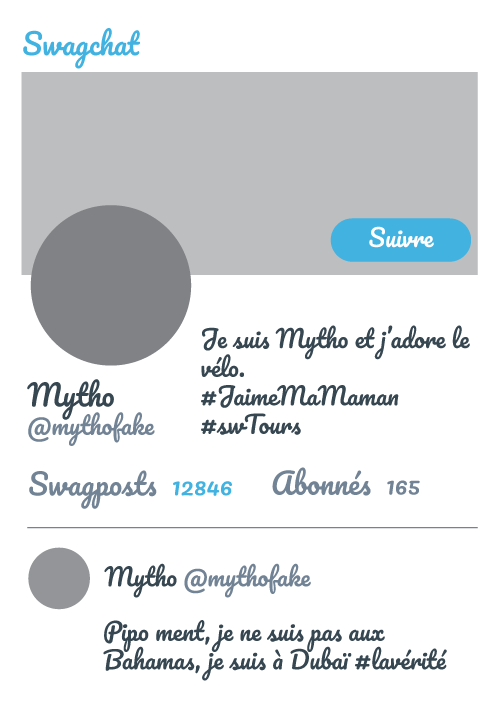 Swagchat
Suivre
Je suis Mytho et j'adore le
vélo.
#JaimeMaMaman
#swTours
Mytho
@mythofake
Swagposts 12846 Abonnés 165
Mytho @mythofake
Pipo ment, je ne suis pas aux
Bahamas, je suis à Dubaï #lavérité